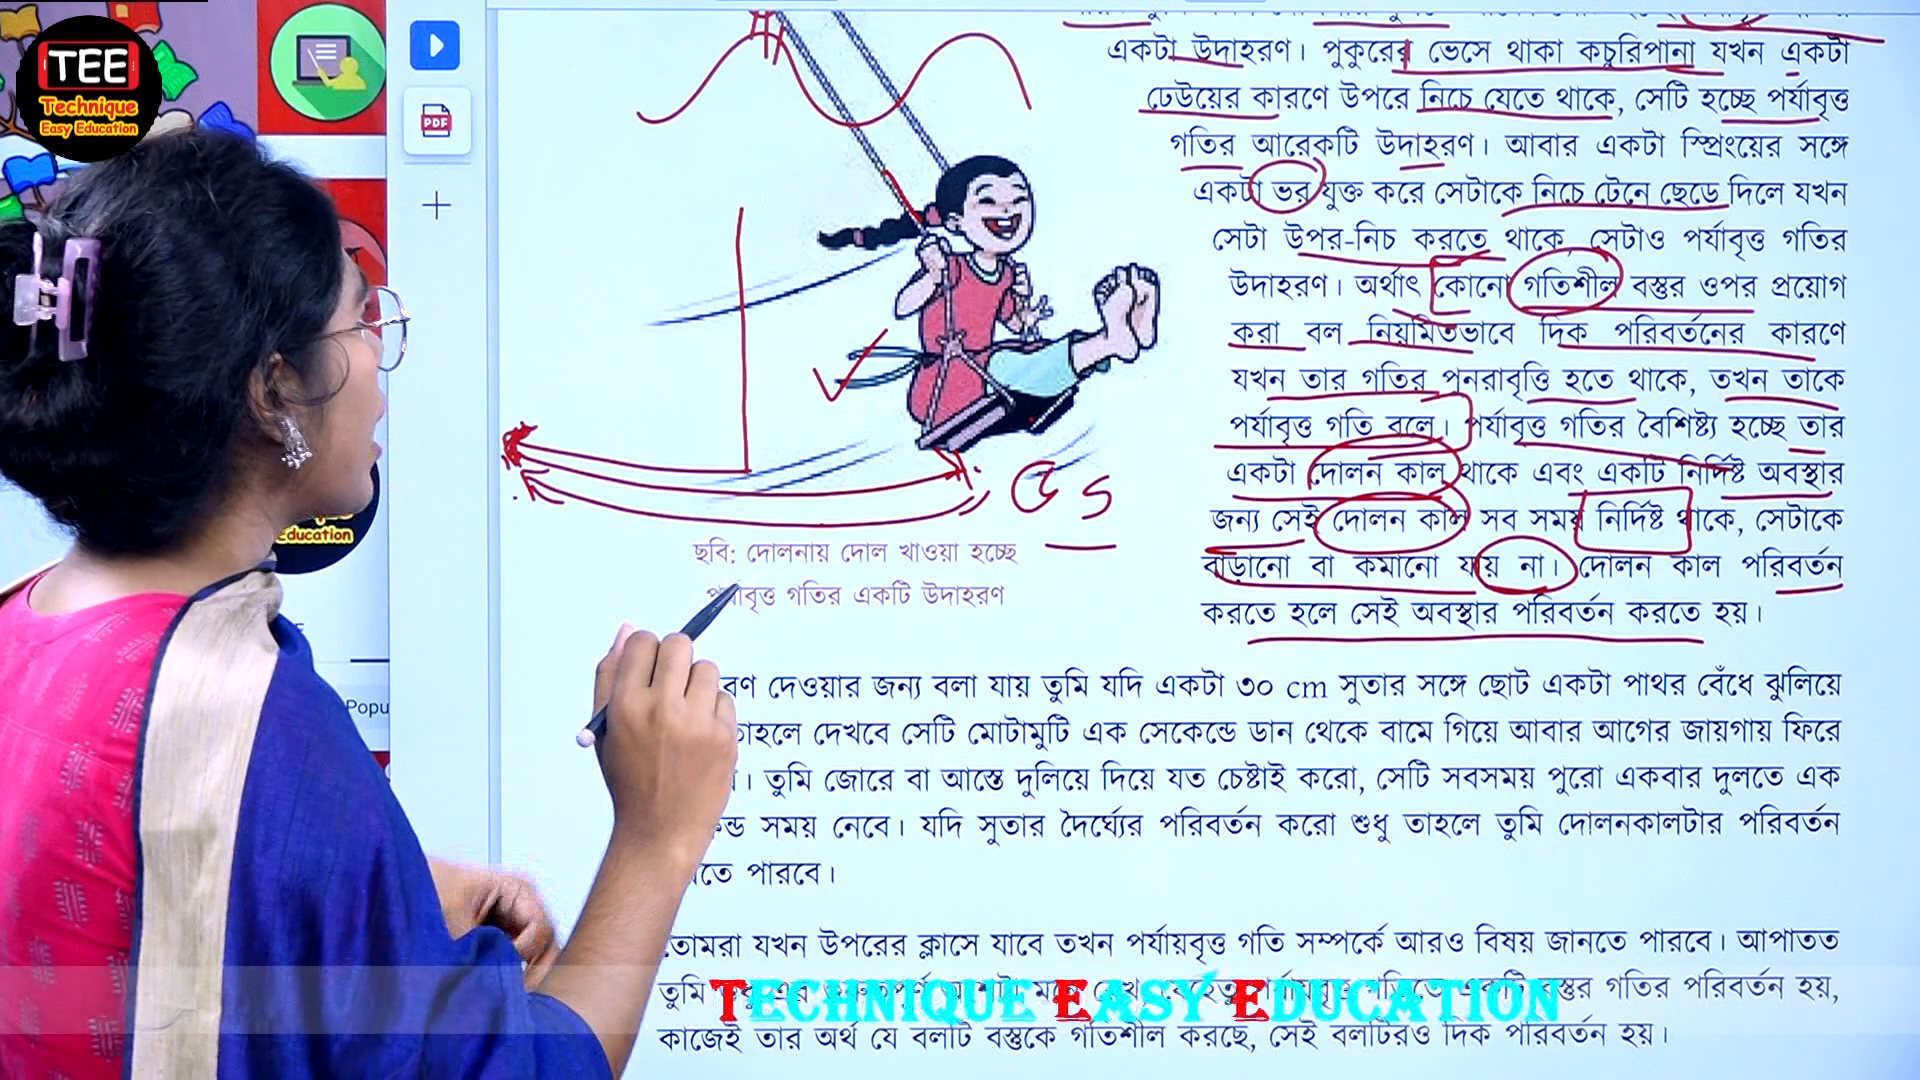 TEE
Technique
Easy Education
PDF
একটা উদাহরণ। পুকুরের ভেসে থাকা কচুরিপানা যখন একটা
ঢেউয়ের কারণে উপরে নিচে যেতে থাকে, সেটি হচ্ছে পর্যাবৃত্ত
গতির আরেকটি উদাহরণ। আবার একটা স্প্রিংয়ের সঙ্গে
একটা ভর যুক্ত করে সেটাকে নিচে টেনে ছেড়ে দিলে যখন
সেটা উপর-নিচ করতে থাকে, সেটাও পর্যাবৃত্ত গতির
উদাহরণ। অর্থাৎ কোনো গতিশীল বস্তুর ওপর প্রয়োগ
করা বল নিয়মিতভাবে দিক পরিবর্তনের কারণে
যখন তার গতির পুনরাবৃত্তি হতে থাকে, তখন তাকে
পর্যাবৃত্ত গতি বলে। পর্যাবৃত্ত গতির বৈশিষ্ট্য হচ্ছে তার
একটা দোলন কাল থাকে এবং একটি নির্দিষ্ট অবস্থার
জন্য সেই দোলন কাল সব সময় নির্দিষ্ট থাকে, সেটাকে
বাড়ানো বা কমানো যায় না। দোলন কাল পরিবর্তন
করতে হলে সেই অবস্থার পরিবর্তন করতে হয়।
৫ s
ছবি: দোলনায় দোল খাওয়া হচ্ছে
পর্যাবৃত্ত গতির একটি উদাহরণ
Education
Popu
দেওয়ার জন্য বলা যায় তুমি যদি একটা ৩০ cm সুতার সঙ্গে ছোট একটা পাথর বেঁধে ঝুলিয়ে
দেখবে সেটি মোটামুটি এক সেকেন্ডে ডান থেকে বামে গিয়ে আবার আগের জায়গায় ফিরে
তুমি জোরে বা আস্তে দুলিয়ে দিয়ে যত চেষ্টাই করো, সেটি সবসময় পুরো একবার দুলতে এক
সময় নেবে। যদি সুতার দৈর্ঘ্যের পরিবর্তন করো শুধু তাহলে তুমি দোলনকালটার পরিবর্তন
পারবে।
তোমরা যখন উপরের ক্লাসে যাবে তখন পর্যায়বৃত্ত গতি সম্পর্কে আরও বিষয় জানতে পারবে। আপাতত
তুমি একটি বস্তুর গতির পরিবর্তন হয়,
কাজেই তার অর্থ যে বলটি বস্তুকে গতিশীল করছে, সেই বলটিরও দিক পরিবর্তন হয়।
TECHNIQUE EASY EDUCATION